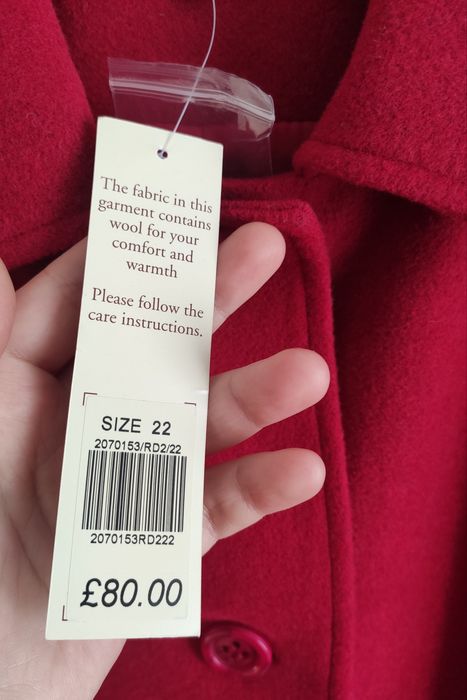 The fabric in this
garment contains
wool for your
comfort and
warmth
Please follow the
care instructions.
SIZE 22
2070153/RD2/22
2070153RD222
£80.00